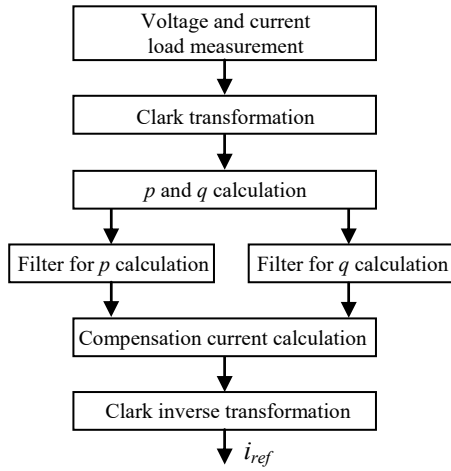 Voltage and current
load measurement
Clark transformation
p and q calculation
Filter for p calculation
Filter for q calculation
Compensation current calculation
Clark inverse transformation
i_ref